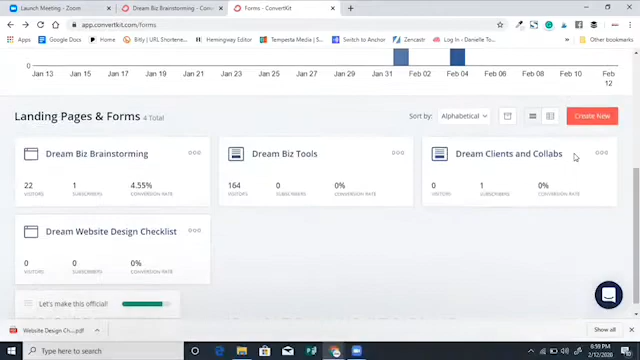 Launch Meeting - Zoom
Dream Biz Brainstorming - Conv
Forms - ConvertKit
app.convertkit.com/forms
Apps
Google Docs
Home
Bitly | URL Shortene...
Hemingway Editor
Tempesta Media | S...
Switch to Anchor
Zencastr
Log In ‹ Danielle To...
Other bookmarks
0
Jan 13 Jan 15 Jan 17 Jan 19 Jan 21 Jan 23 Jan 25 Jan 27 Jan 29 Jan 31 Feb 02 Feb 04 Feb 06 Feb 08 Feb 10 Feb 12
Landing Pages & Forms 4 Total
Sort by: Alphabetical
Create New
Dream Biz Brainstorming
22 1 4.55%
VISITORS SUBSCRIBERS CONVERSION RATE
Dream Biz Tools
164 0 0%
VISITORS SUBSCRIBERS CONVERSION RATE
Dream Clients and Collabs
0 1 0%
VISITORS SUBSCRIBERS CONVERSION RATE
Dream Website Design Checklist
0 0 0%
VISITORS SUBSCRIBERS CONVERSION RATE
Let's make this official!
Website Design Ch....pdf
Show all
Type here to search
6:59 PM
2/12/2020